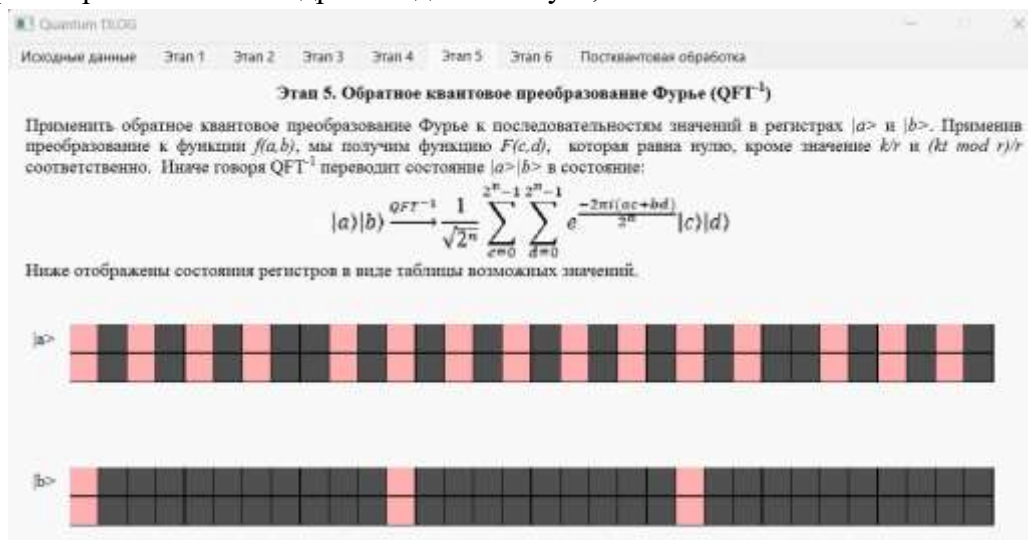 Quantum DLOG
Исходные данные Этап 1 Этап 2 Этап 3 Этап 4 Этап 5 Этап 6 Постквантовая обработка
Этап 5. Обратное квантовое преобразование Фурье (QFT⁻¹)
Применить обратное квантовое преобразование Фурье к последовательностям значений в регистрах |a> и |b>. Применив
преобразование к функции f(a,b), мы получим функцию F(c,d), которая равна нулю, кроме значение k/r и (kt mod r)/r
соответственно. Иначе говоря QFT⁻¹ переводит состояние |a>|b> в состояние:
|a⟩|b⟩ QFT⁻¹→ 1/√2ⁿ ∑_{c=0}^{2ⁿ−1} ∑_{d=0}^{2ⁿ−1} e^{−2πi(ac+bd)/2ⁿ} |c⟩|d⟩
Ниже отображены состояния регистров в виде таблицы возможных значений.
|a>
|b>